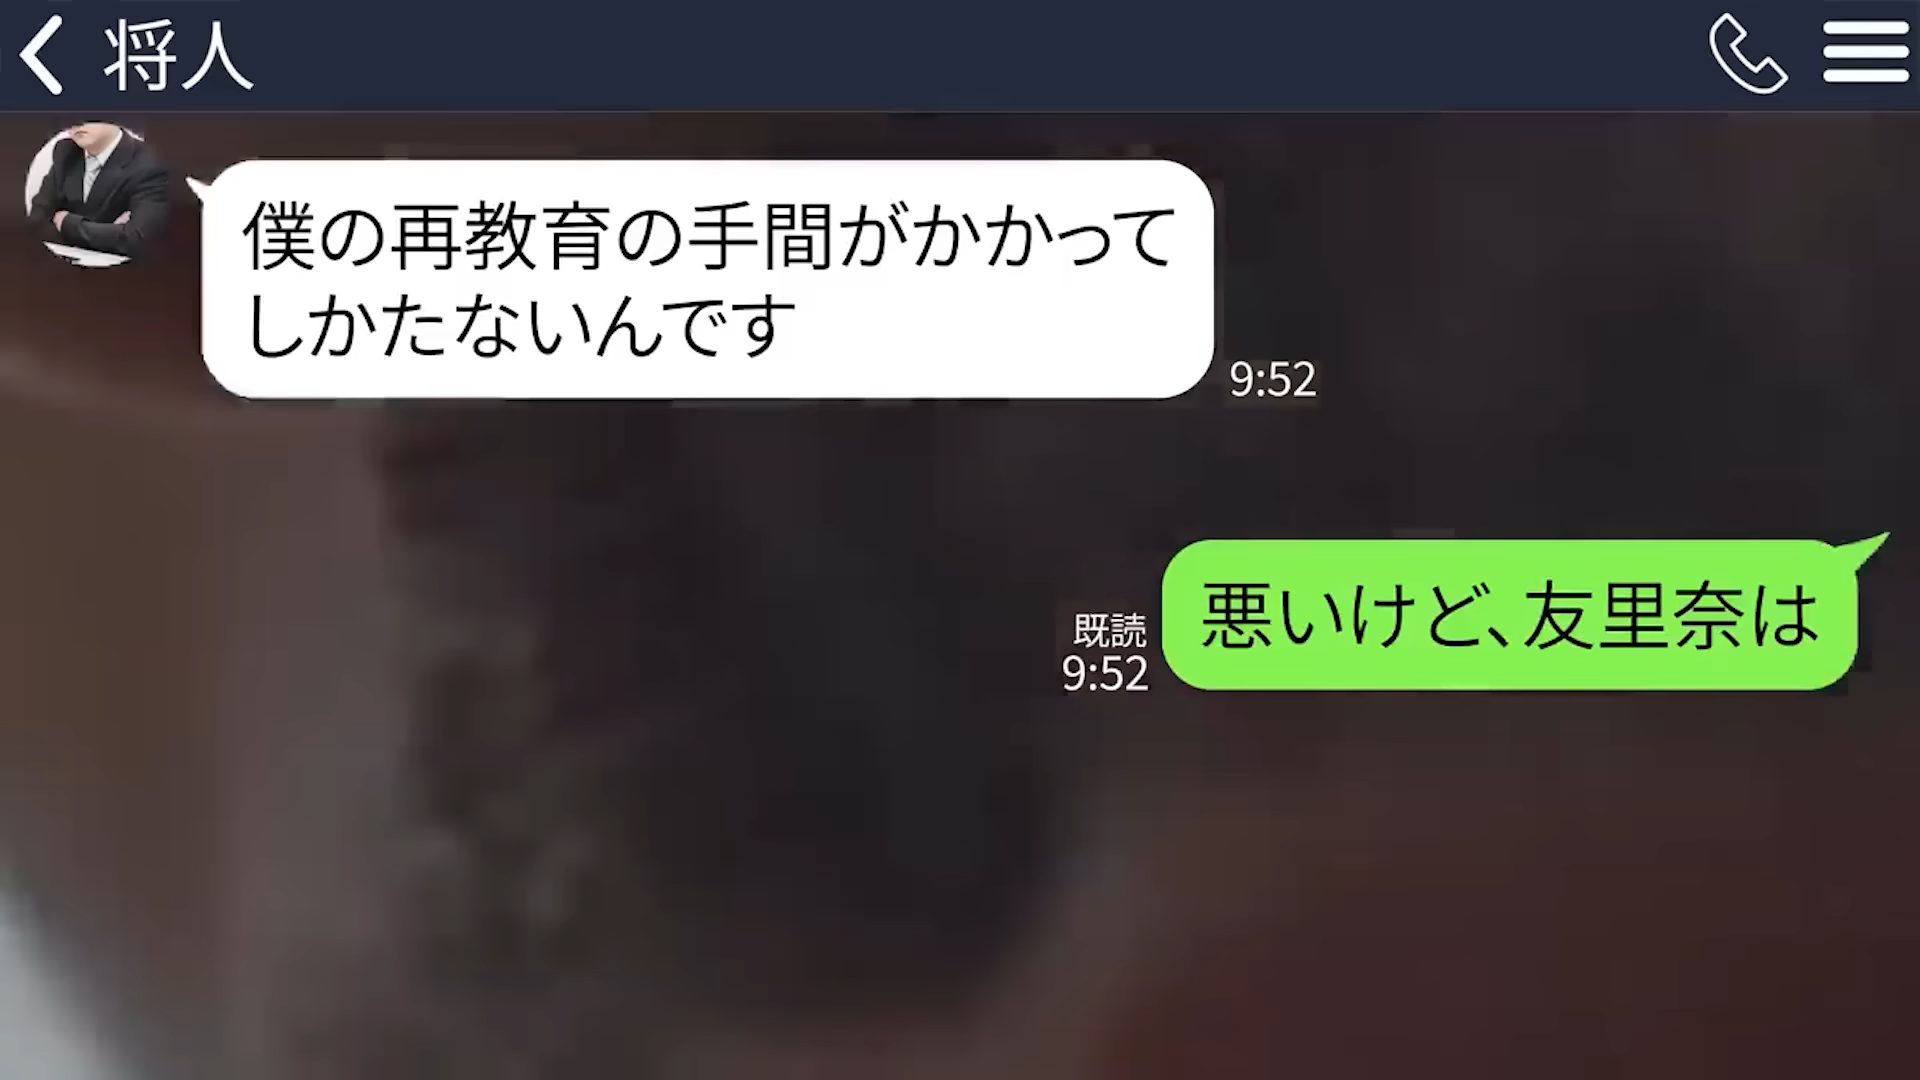 将人
僕の再教育の手間がかかって
しかたないんです
9:52
悪いけど、友里奈は
既読
9:52